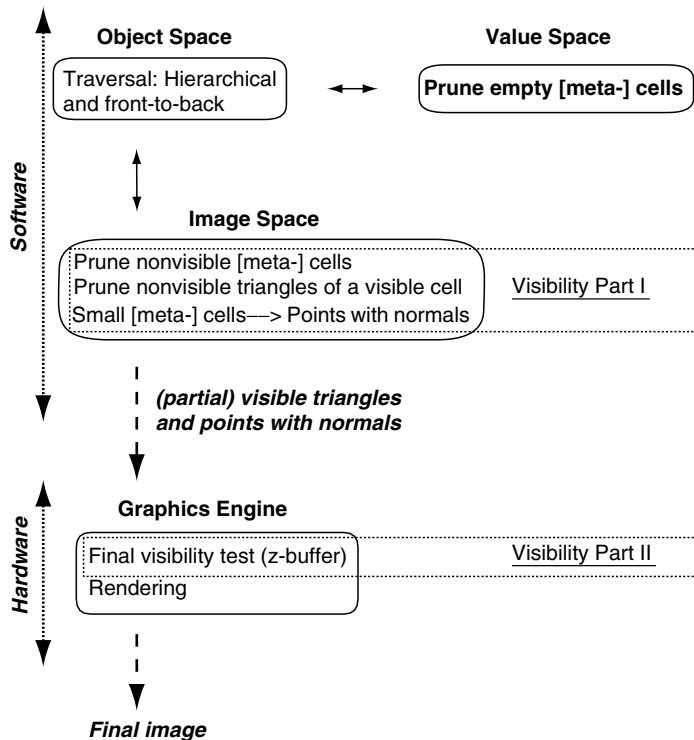 Object Space
Value Space
Traversal: Hierarchical
and front-to-back
Prune empty [meta-] cells
Software
Image Space
Prune nonvisible [meta-] cells
Prune nonvisible triangles of a visible cell
Small [meta-] cells—> Points with normals
Visibility Part I
(partial) visible triangles
and points with normals
Hardware
Graphics Engine
Final visibility test (z-buffer)
Rendering
Visibility Part II
Final image